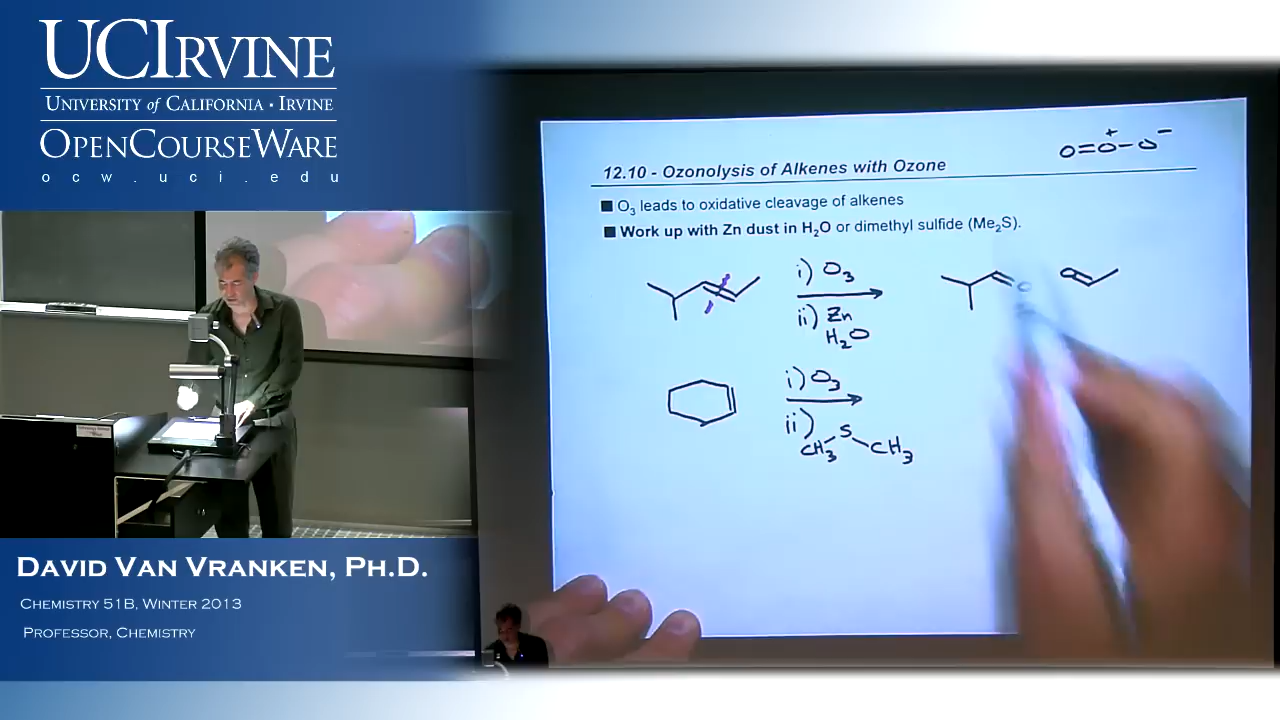 UCIRVINE
UNIVERSITY of CALIFORNIA · IRVINE
OPENCOURSEWARE
ocw.uci.edu
12.10 - Ozonolysis of Alkenes with Ozone
O=O⁺-O⁻
■ O₃ leads to oxidative cleavage of alkenes
■ Work up with Zn dust in H₂O or dimethyl sulfide (Me₂S).
i) O₃
ii) Zn
H₂O
O
O
i) O₃
ii)
S
CH₃
CH₃
DAVID VAN VRANKEN, PH.D.
CHEMISTRY 51B, WINTER 2013
PROFESSOR, CHEMISTRY